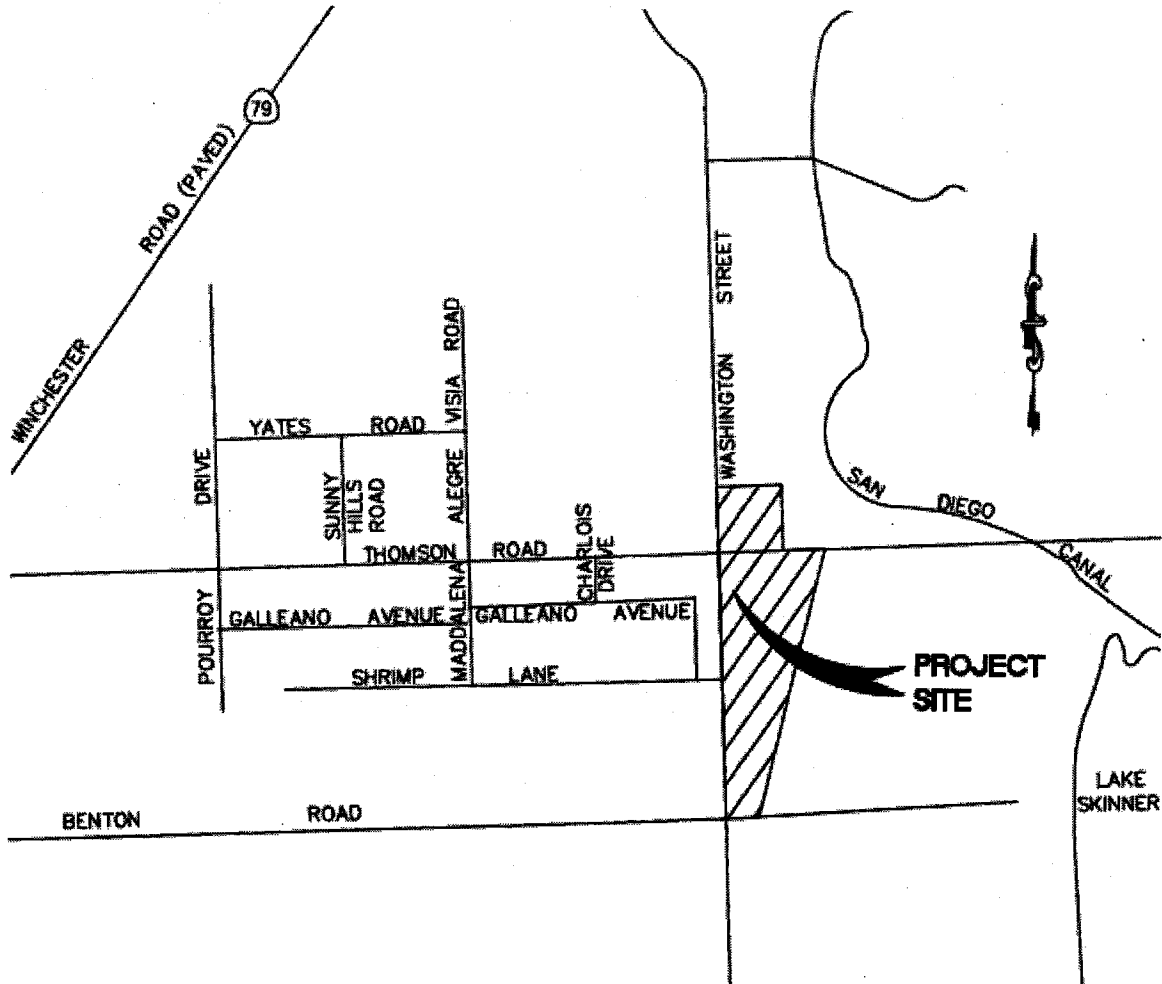 79
WINCHESTER ROAD (PAVED)
WASHINGTON STREET
POURROY DRIVE
YATES ROAD
SUNNY
HILLS
ROAD
MADDALENA ALEGRE VISIA ROAD
THOMSON ROAD
CHARLOIS
DRIVE
GALLEANO AVENUE
GALLEANO AVENUE
SHRIMP LANE
SAN DIEGO CANAL
PROJECT
SITE
LAKE
SKINNER
BENTON ROAD